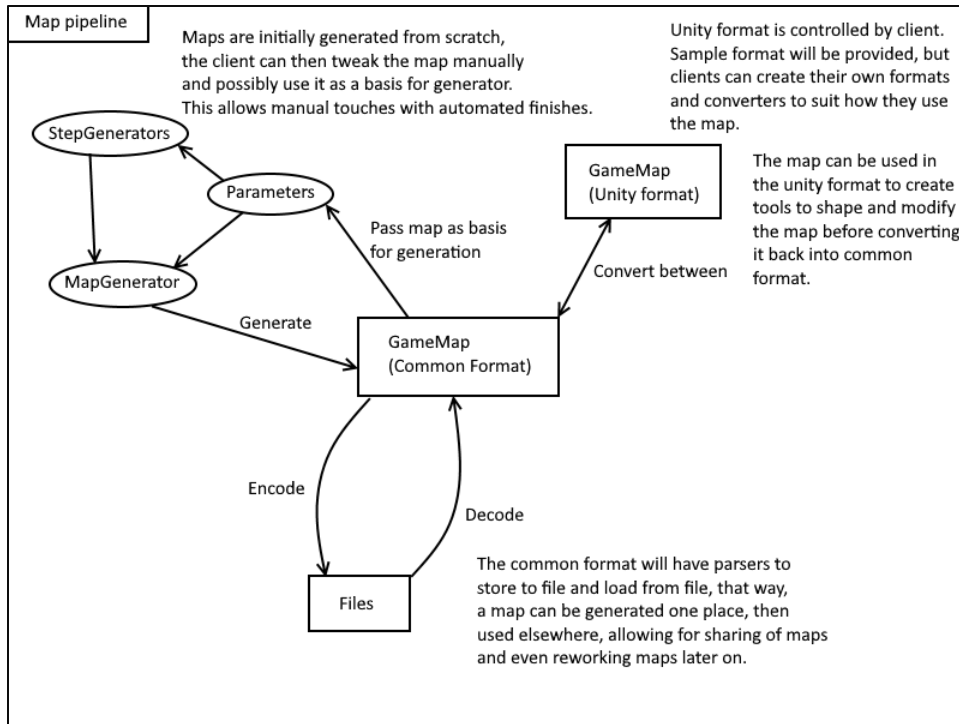 Map pipeline
Maps are initially generated from scratch,
the client can then tweak the map manually
and possibly use it as a basis for generator.
This allows manual touches with automated finishes.
Unity format is controlled by client.
Sample format will be provided, but
clients can create their own formats
and converters to suit how they use
the map.
StepGenerators
Parameters
MapGenerator
Pass map as basis
for generation
GameMap
(Unity format)
The map can be used in
the unity format to create
tools to shape and modify
the map before converting
it back into common
format.
Convert between
Generate
GameMap
(Common Format)
Encode
Decode
Files
The common format will have parsers to
store to file and load from file, that way,
a map can be generated one place, then
used elsewhere, allowing for sharing of maps
and even reworking maps later on.